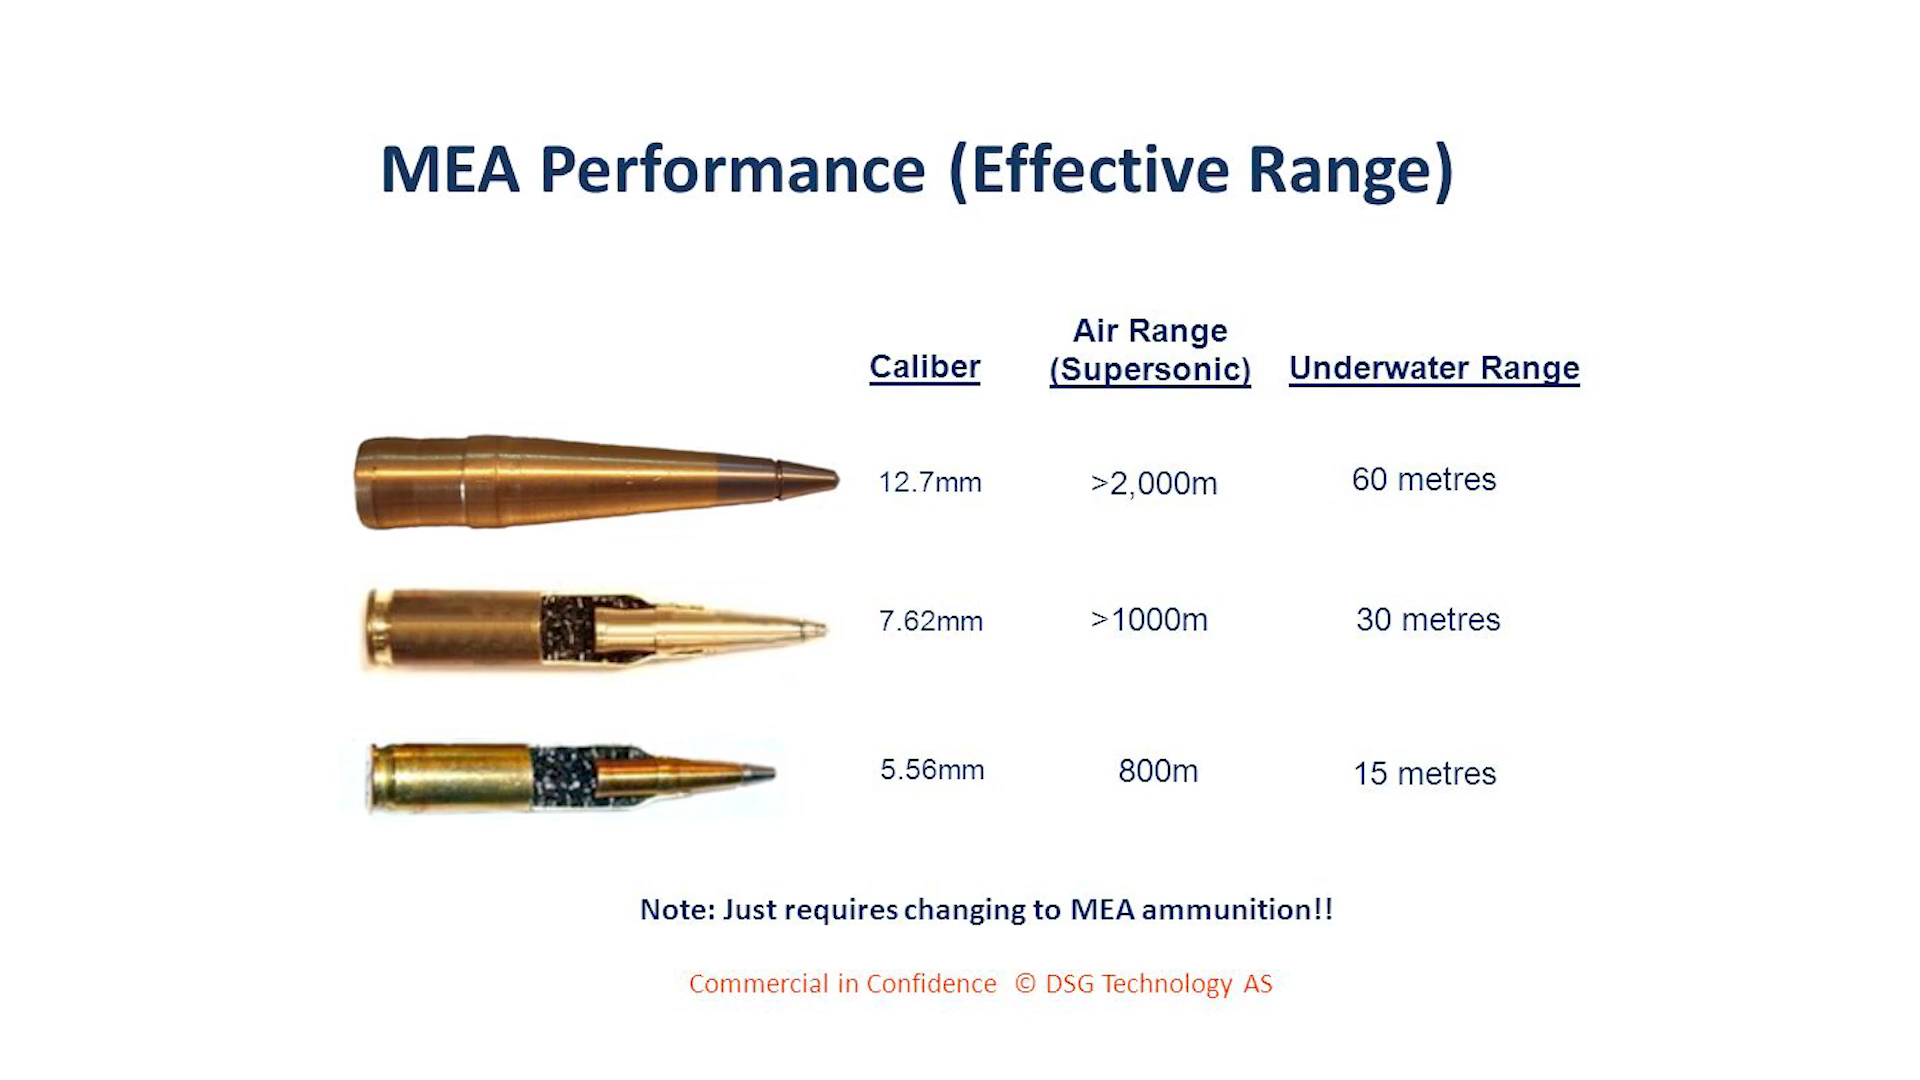 MEA Performance (Effective Range)
Caliber
Air Range
(Supersonic)
Underwater Range
12.7mm >2,000m 60 metres
7.62mm >1000m 30 metres
5.56mm 800m 15 metres
Note: Just requires changing to MEA ammunition!!
Commercial in Confidence © DSG Technology AS